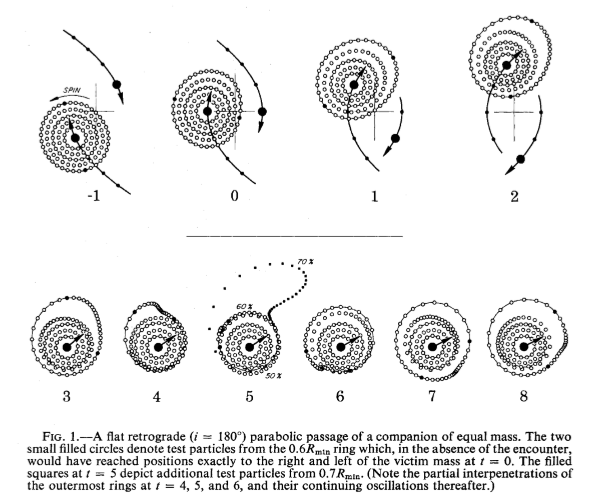 SPIN
-1
0
1
2
70%
60%
50%
3
4
5
6
7
8
FIG. 1.—A flat retrograde (i = 180°) parabolic passage of a companion of equal mass. The two
small filled circles denote test particles from the 0.6Rmin ring which, in the absence of the encounter,
would have reached positions exactly to the right and left of the victim mass at t = 0. The filled
squares at t = 5 depict additional test particles from 0.7Rmin. (Note the partial interpenetrations of
the outermost rings at t = 4, 5, and 6, and their continuing oscillations thereafter.)